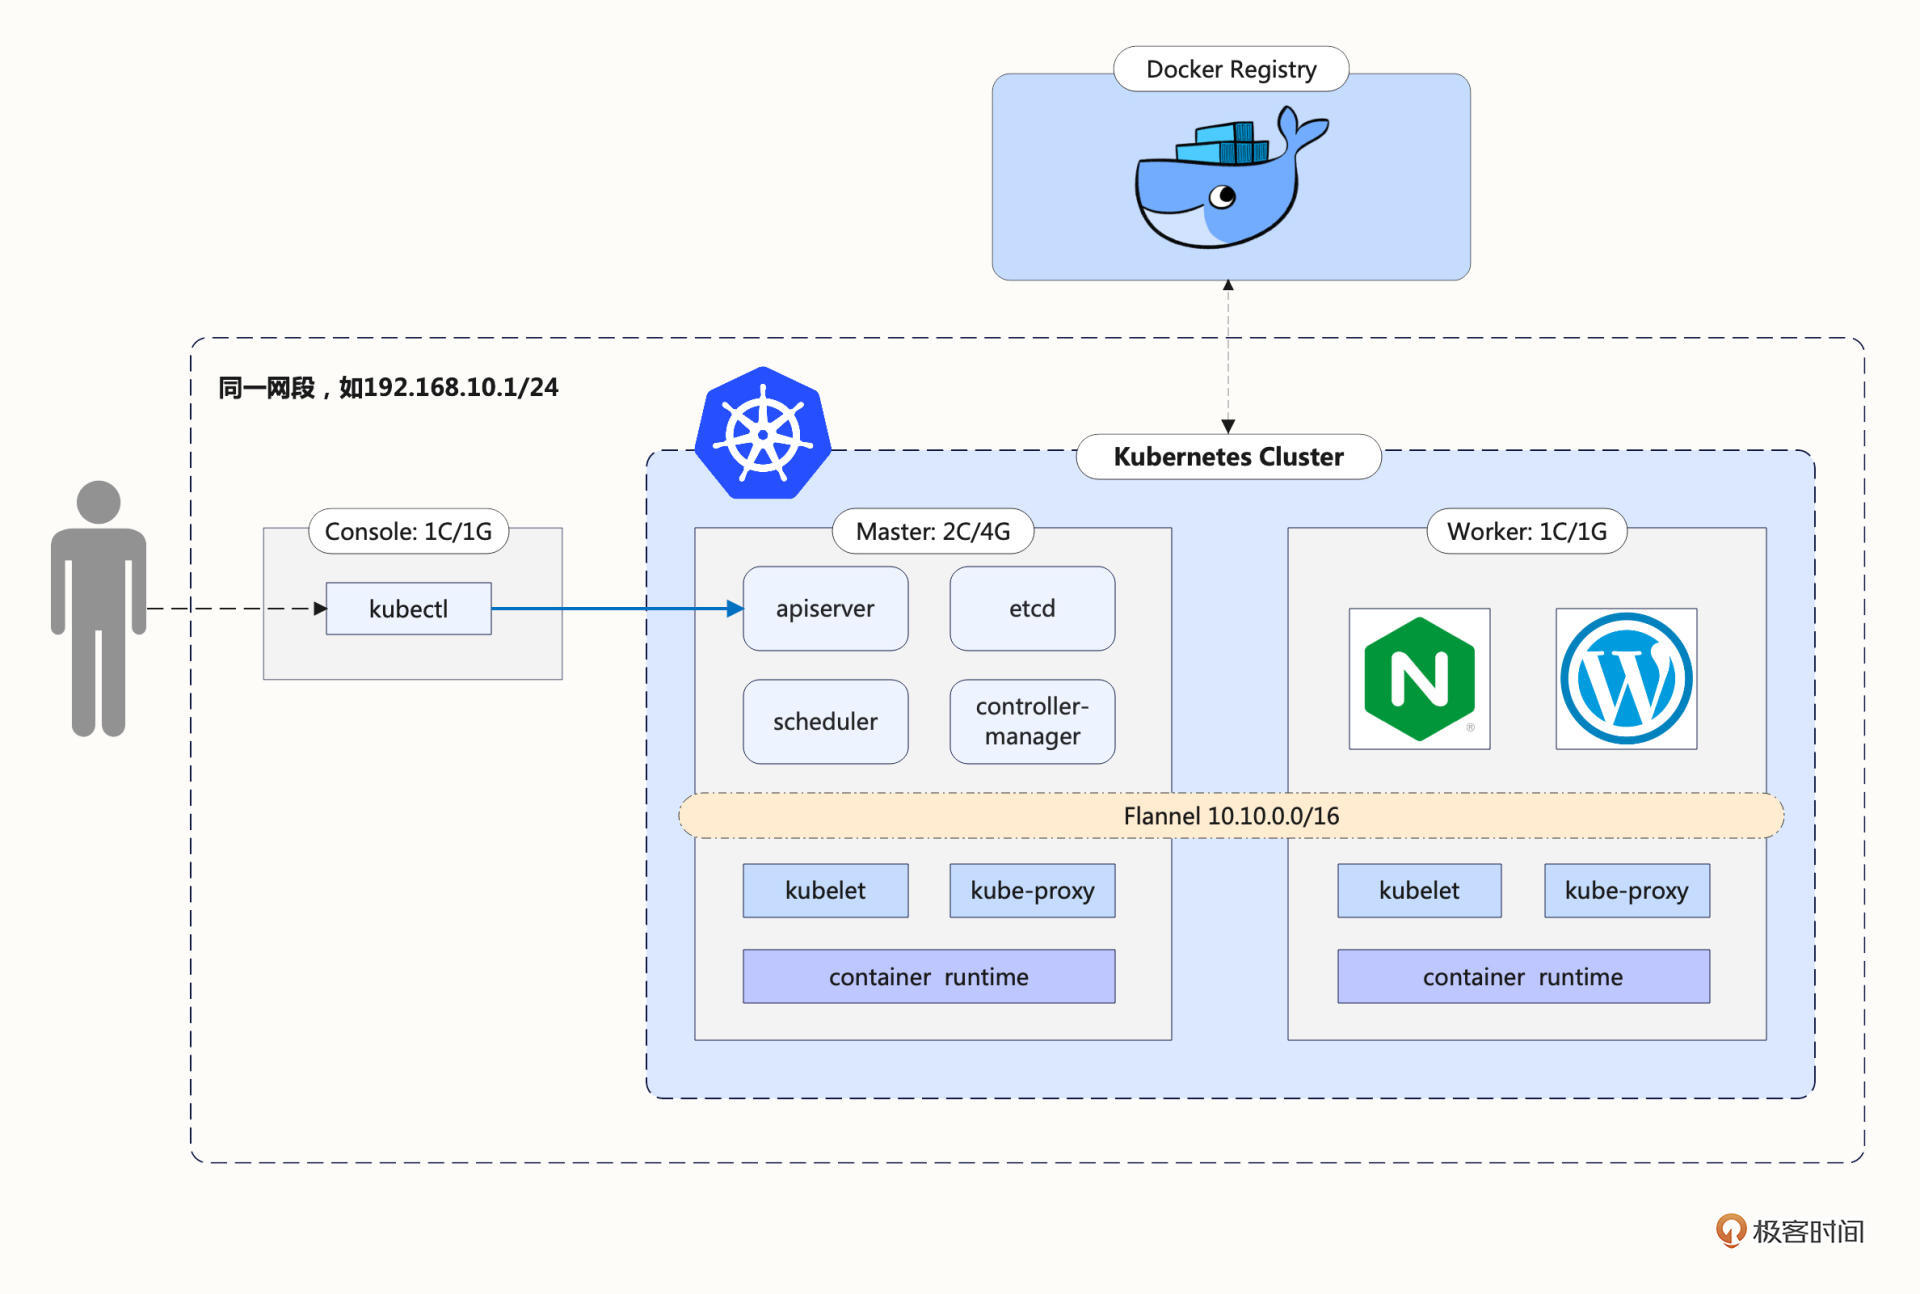 Docker Registry
同一网段，如192.168.10.1/24
Kubernetes Cluster
Console: 1C/1G
kubectl
Master: 2C/4G
apiserver
etcd
scheduler
controller-
manager
Worker: 1C/1G
N
®
W
Flannel 10.10.0.0/16
kubelet
kube-proxy
container runtime
kubelet
kube-proxy
container runtime
极客时间